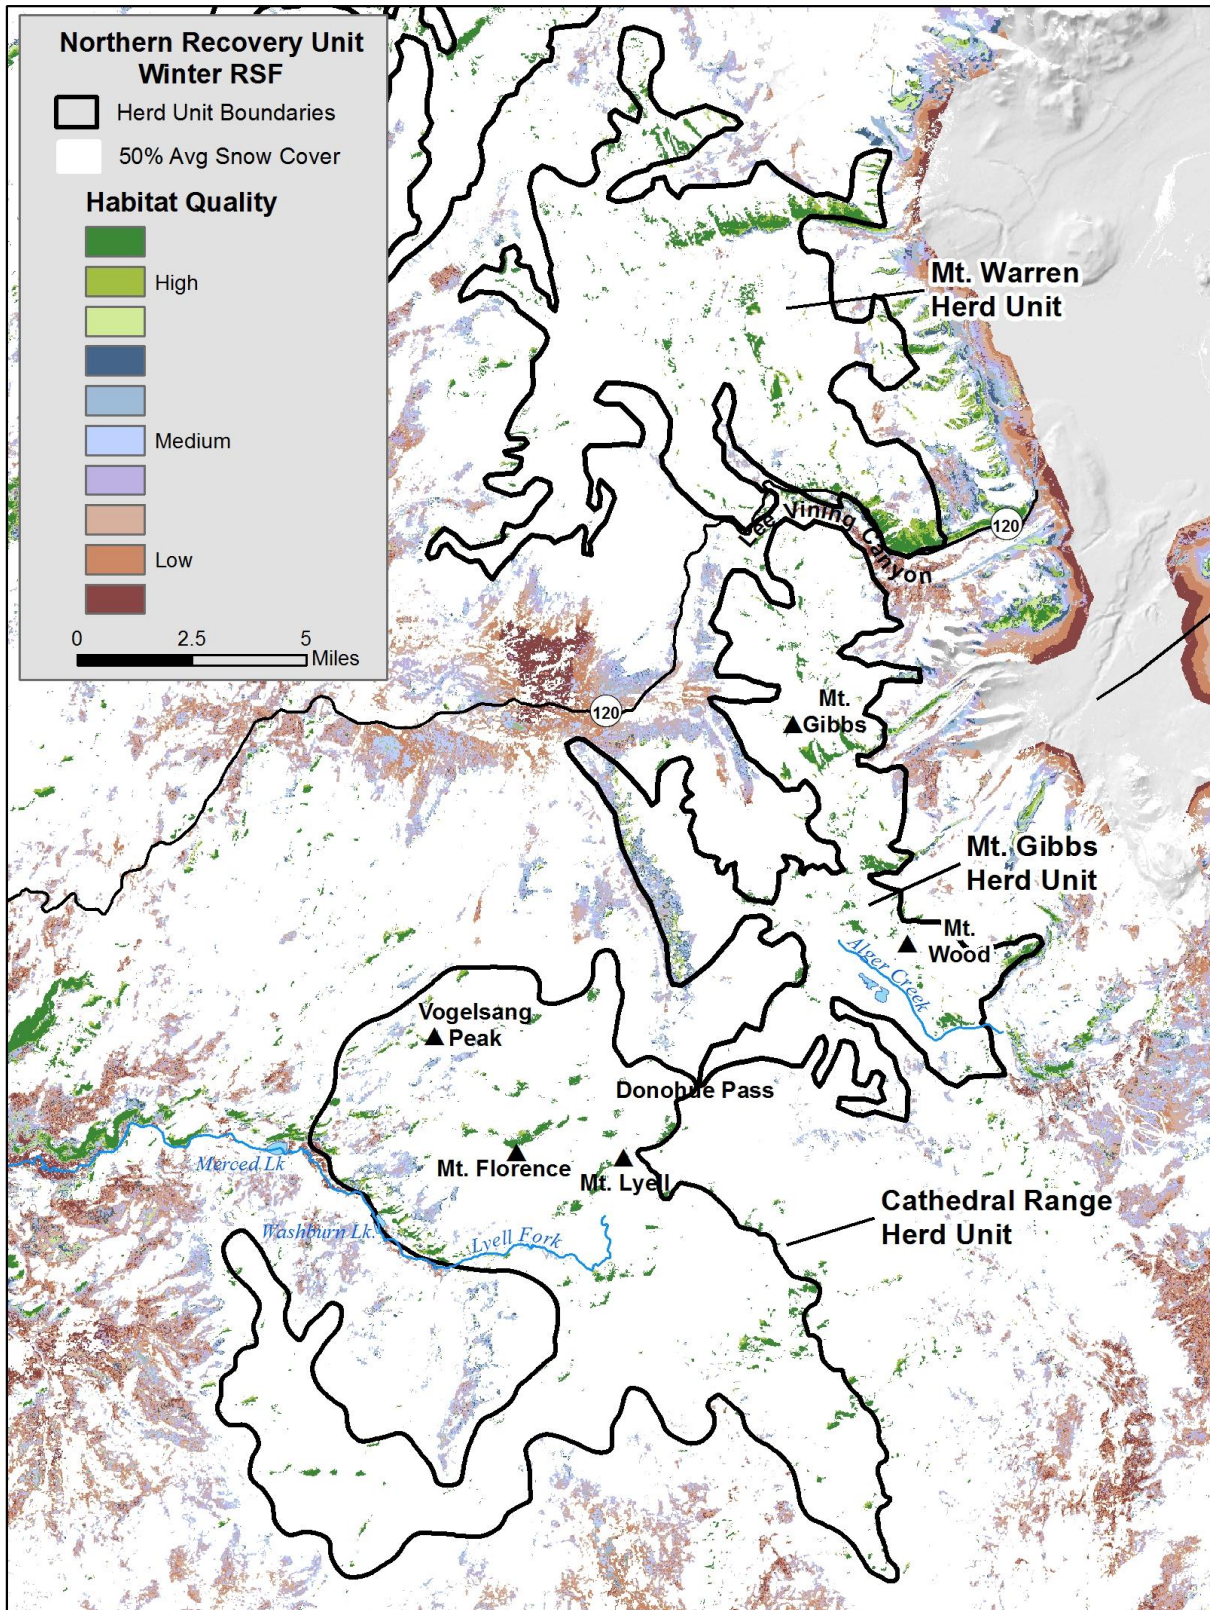 Northern Recovery Unit
Winter RSF
Herd Unit Boundaries
50% Avg Snow Cover
Habitat Quality
High
Medium
Low
0 2.5 5
Miles
Mt. Warren
Herd Unit
Lee Vining Canyon
120
120
Mt.
Gibbs
Mt. Gibbs
Herd Unit
Mt.
Wood
Alger Creek
Vogelsang
Peak
Donohue Pass
Merced Lk
Mt. Florence
Mt. Lyell
Washburn Lk.
Lyell Fork
Cathedral Range
Herd Unit